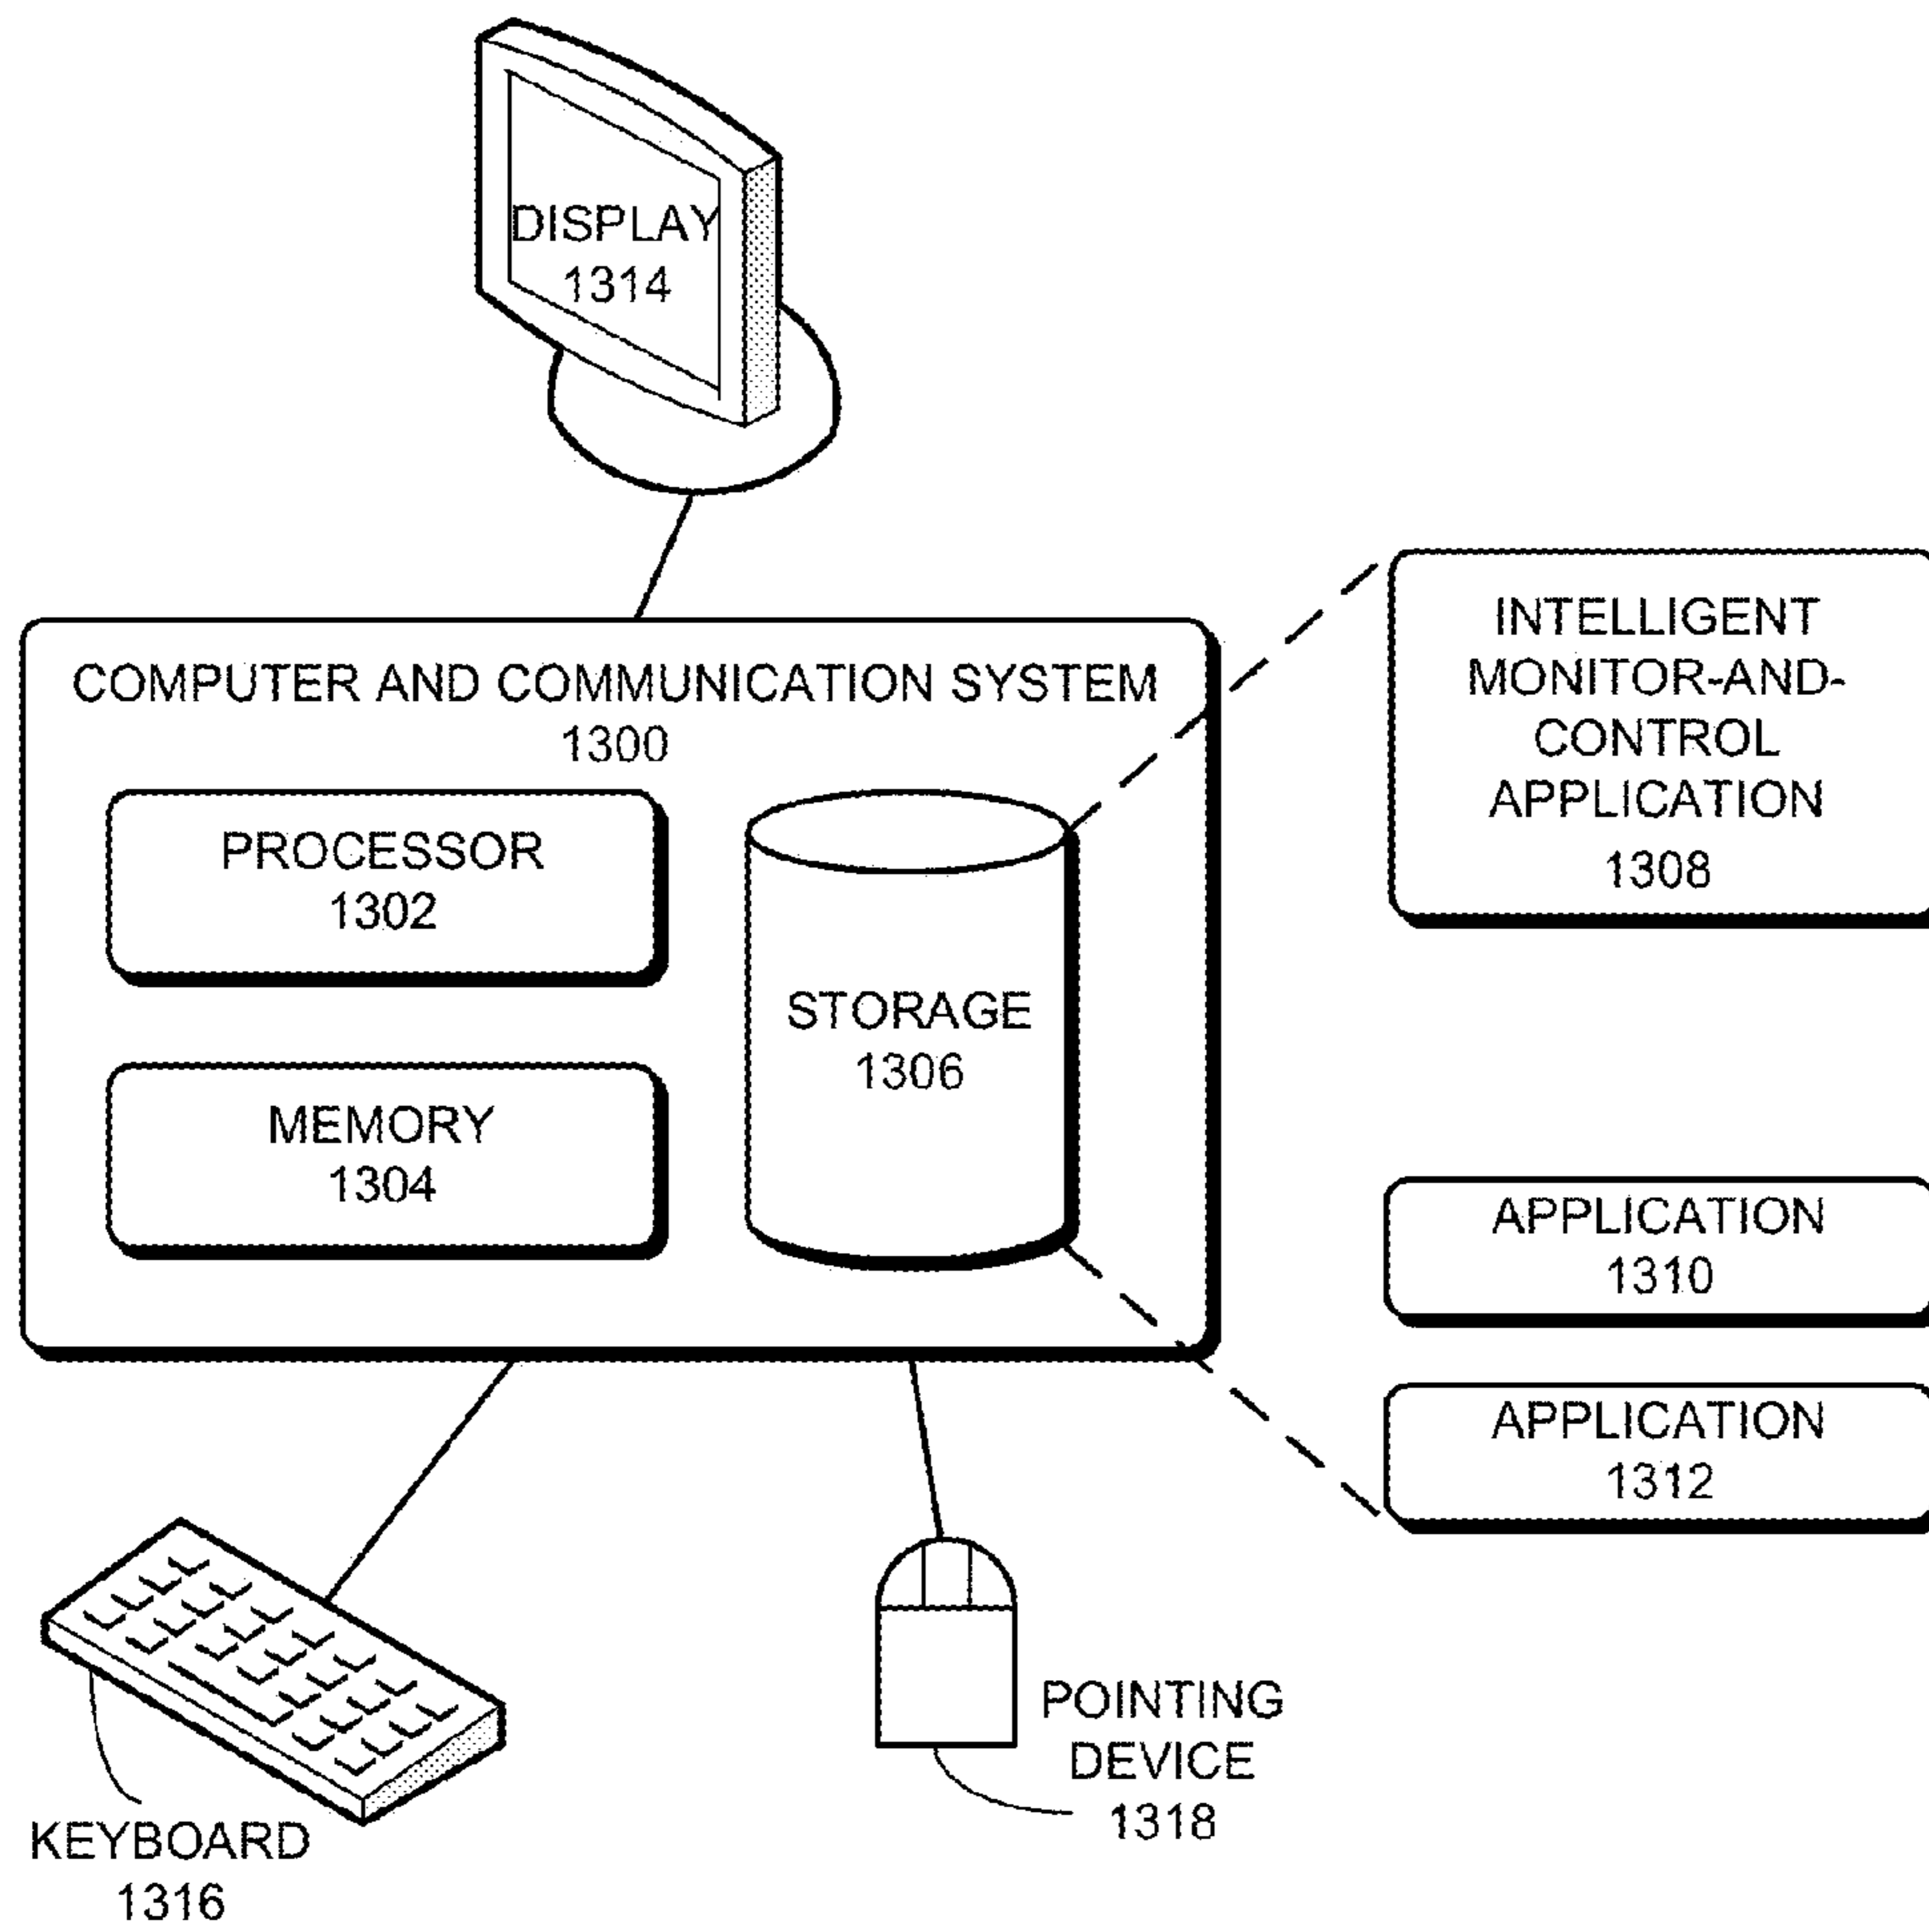 DISPLAY
1314
COMPUTER AND COMMUNICATION SYSTEM
1300
PROCESSOR
1302
MEMORY
1304
STORAGE
1306
INTELLIGENT
MONITOR-AND-
CONTROL
APPLICATION
1308
APPLICATION
1310
APPLICATION
1312
KEYBOARD
1316
POINTING
DEVICE
1318